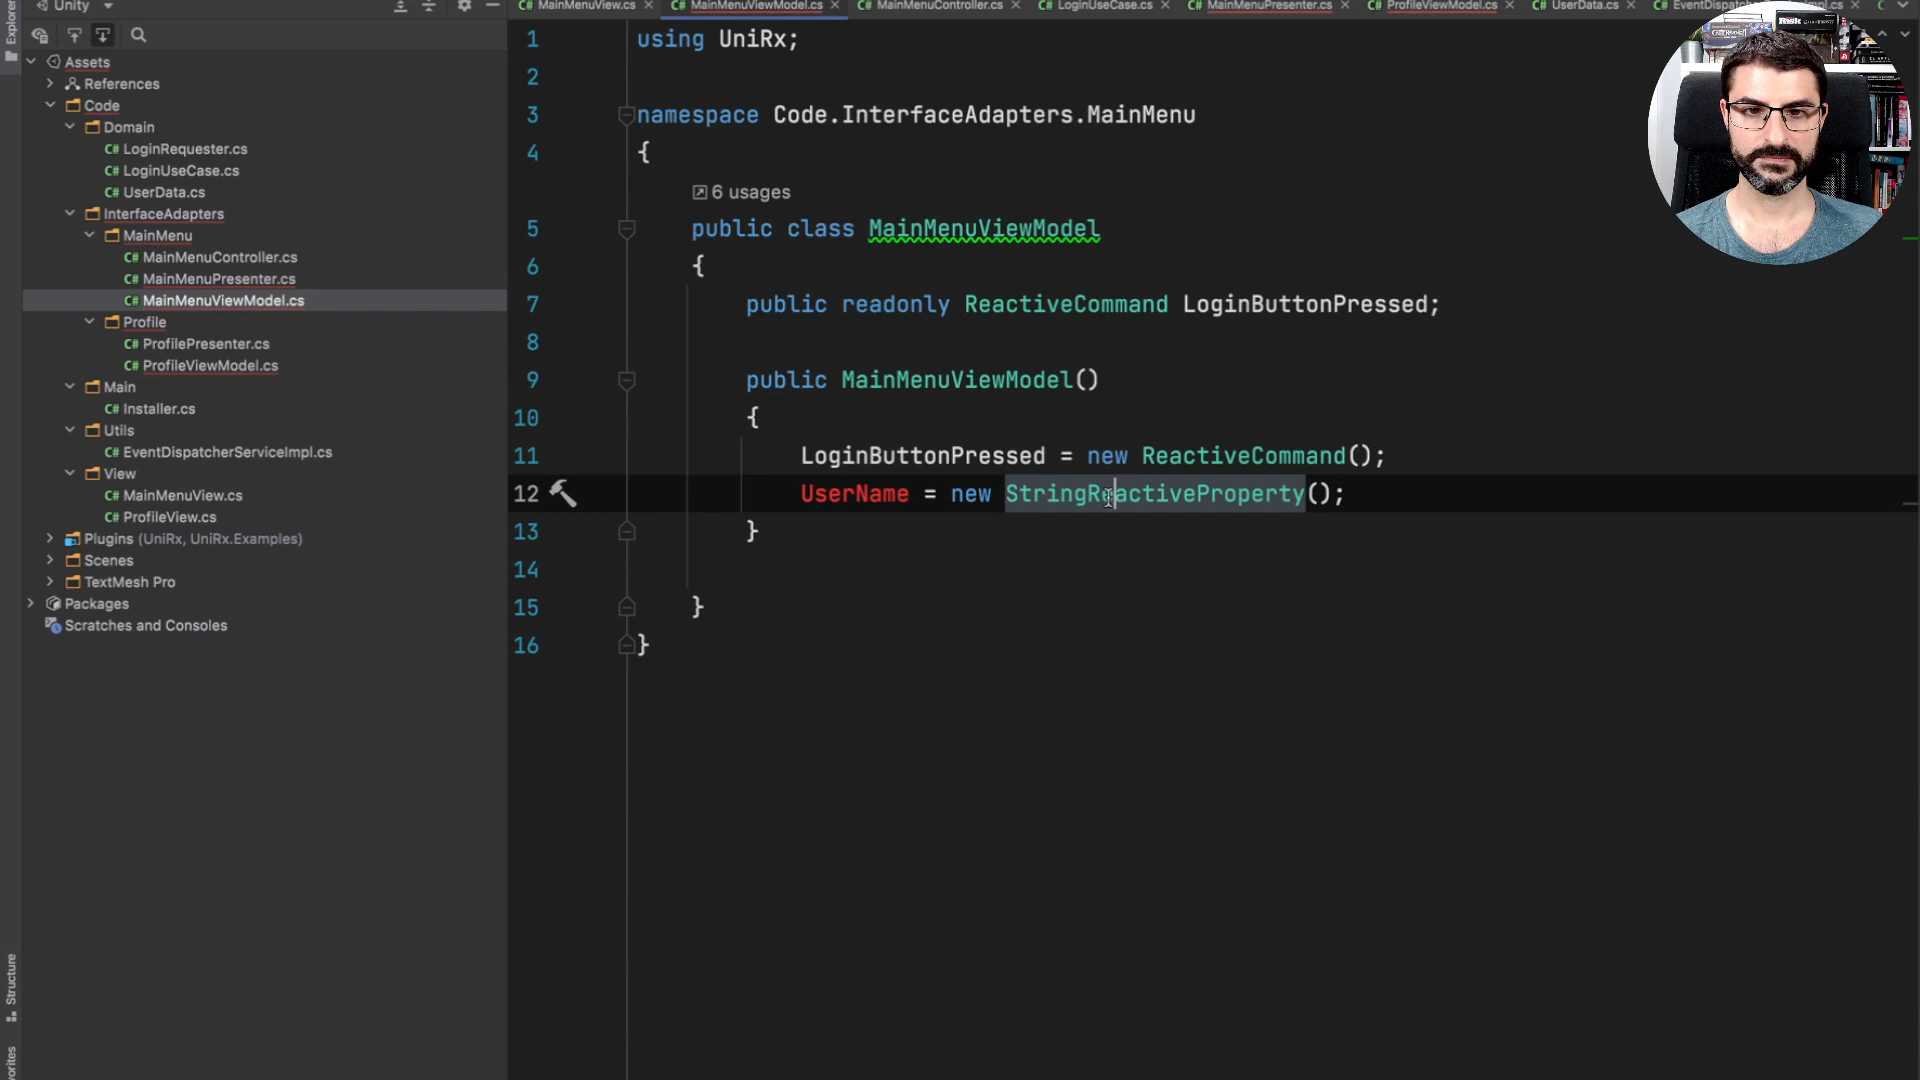 Unity
MainMenuView.cs
MainMenuViewModel.cs
MainMenuController.cs
LoginUseCase.cs
MainMenuPresenter.cs
ProfileViewModel.cs
UserData.cs
Explorer
Assets
References
Code
Domain
C# LoginRequester.cs
C# LoginUseCase.cs
C# UserData.cs
InterfaceAdapters
MainMenu
C# MainMenuController.cs
C# MainMenuPresenter.cs
C# MainMenuViewModel.cs
Profile
C# ProfilePresenter.cs
C# ProfileViewModel.cs
Main
C# Installer.cs
Utils
C# EventDispatcherServiceImpl.cs
View
C# MainMenuView.cs
C# ProfileView.cs
Plugins (UniRx, UniRx.Examples)
Scenes
TextMesh Pro
Packages
Scratches and Consoles
Structure
1 using UniRx;
2
3 namespace Code.InterfaceAdapters.MainMenu
4 {
6 usages
5 public class MainMenuViewModel
6 {
7 public readonly ReactiveCommand LoginButtonPressed;
8
9 public MainMenuViewModel()
10 {
11 LoginButtonPressed = new ReactiveCommand();
12 UserName = new StringReactiveProperty();
13 }
14
15 }
16 }
Risk